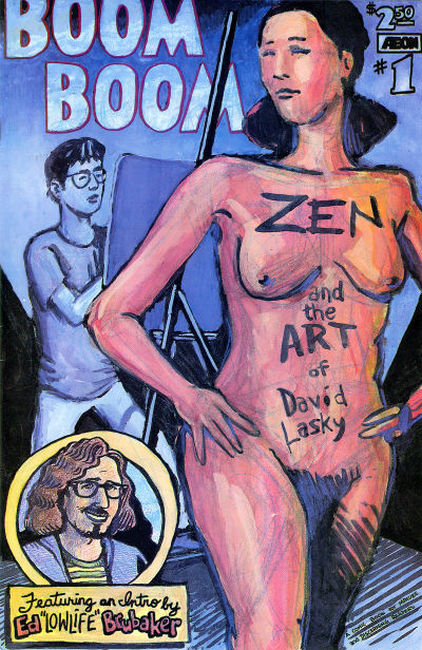 BOOM
BOOM
$2.50
ÆON
#1
ZEN
and
the
ART
of
David
Lasky
Featuring an Intro by
Ed "LOWLIFE" Brubaker